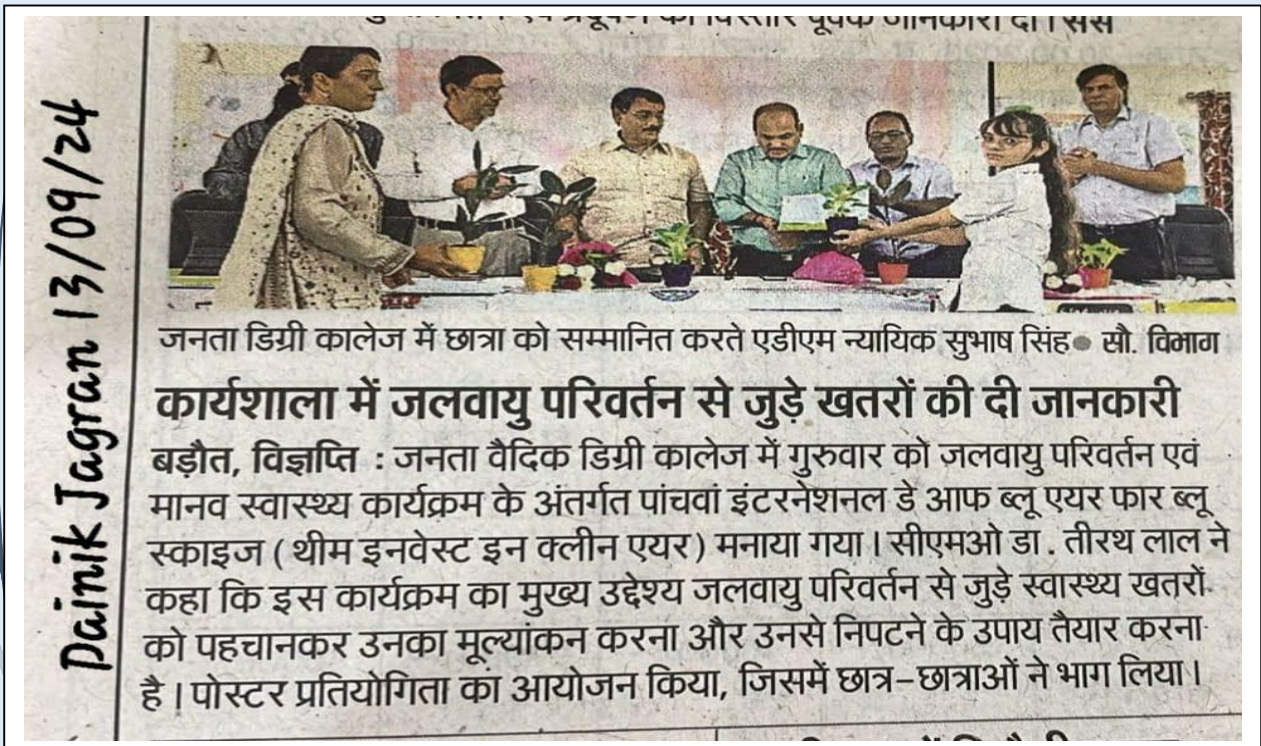 विस्तार पूर्वक जानकारी दी। संस
Dainik Jagran 13/09/24
जनता डिग्री कालेज में छात्रा को सम्मानित करते एडीएम न्यायिक सुभाष सिंह● सौ. विभाग
कार्यशाला में जलवायु परिवर्तन से जुड़े खतरों की दी जानकारी
बड़ौत, विज्ञप्ति : जनता वैदिक डिग्री कालेज में गुरुवार को जलवायु परिवर्तन एवं
मानव स्वास्थ्य कार्यक्रम के अंतर्गत पांचवां इंटरनेशनल डे आफ ब्लू एयर फार ब्लू
स्काइज ( थीम इनवेस्ट इन क्लीन एयर) मनाया गया। सीएमओ डा. तीरथ लाल ने
कहा कि इस कार्यक्रम का मुख्य उद्देश्य जलवायु परिवर्तन से जुड़े स्वास्थ्य खतरों
को पहचानकर उनका मूल्यांकन करना और उनसे निपटने के उपाय तैयार करना
है। पोस्टर प्रतियोगिता का आयोजन किया, जिसमें छात्र-छात्राओं ने भाग लिया।